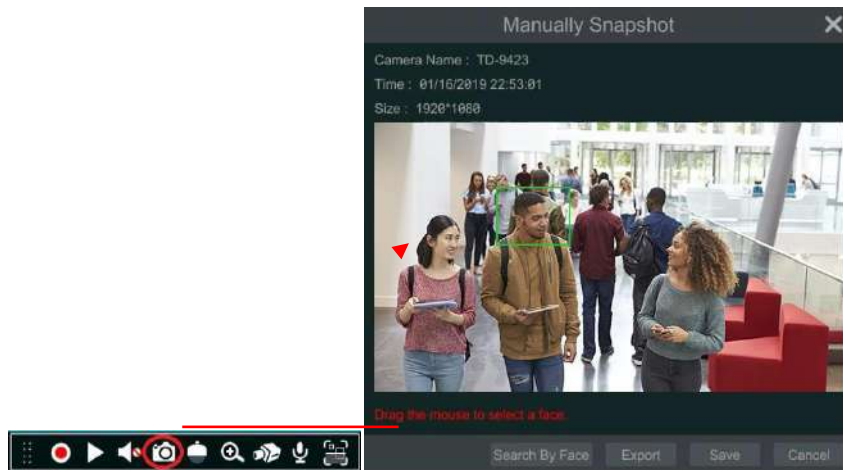 Manually Snapshot
Camera Name : TD-9423
Time : 01/16/2019 22:53:01
Size : 1920*1080
Drag the mouse to select a face.
Search By Face Export Save Cancel